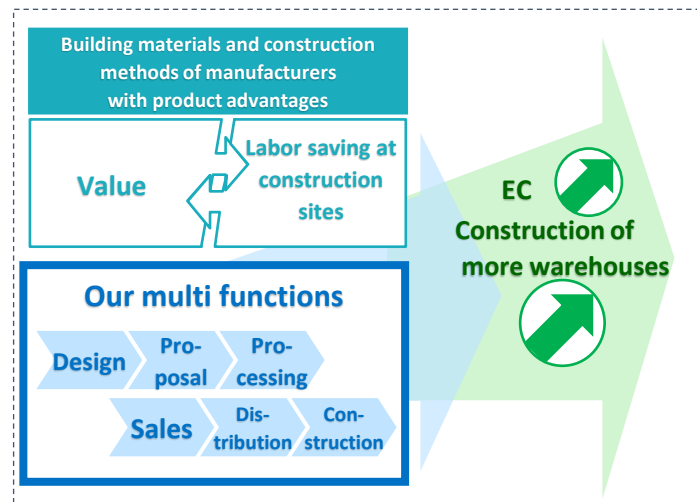 Building materials and construction
methods of manufacturers
with product advantages
Value
Labor saving at
construction
sites
EC
Construction of
more warehouses
Our multi functions
Design
Pro-
posal
Pro-
cessing
Sales
Dis-
tribution
Con-
struction